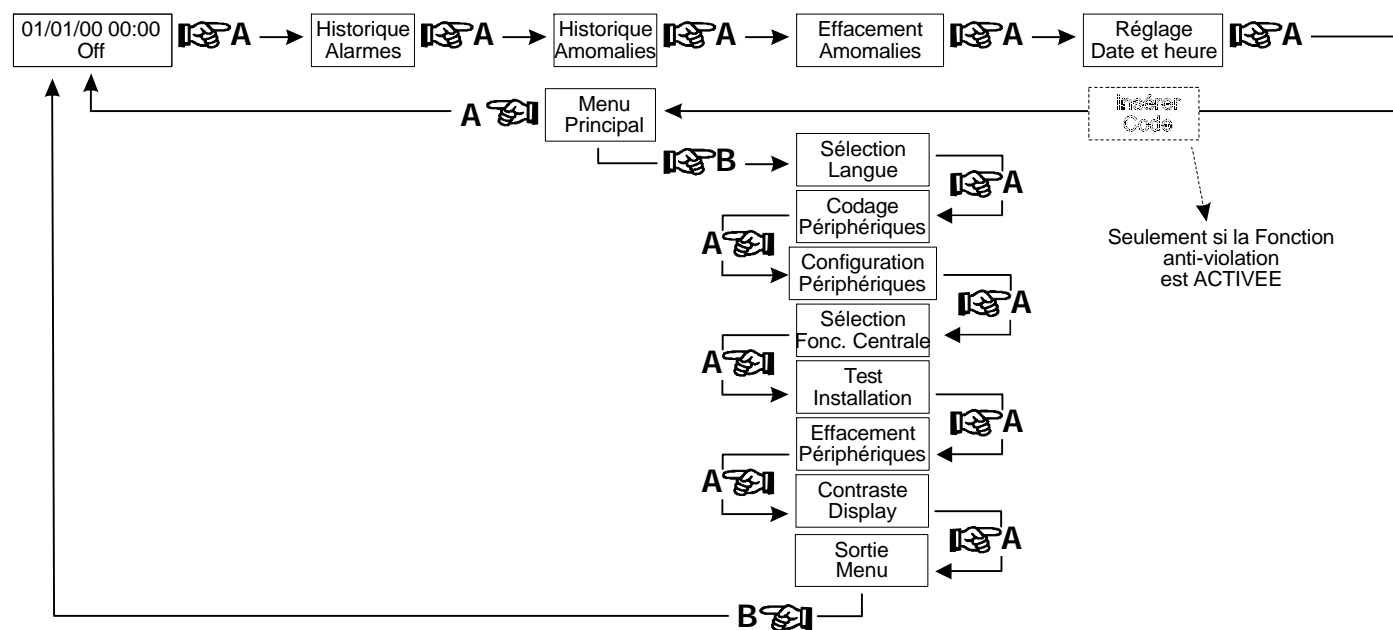 01/01/00 00:00
Off
A
Historique
Alarmes
A
Historique
Amomalies
A
Effacement
Amomalies
A
Réglage
Date et heure
A
A
Menu
Principal
Insérer
Code
B
Sélection
Langue
A
Codage
Périphériques
A
Configuration
Périphériques
A
Sélection
Fonc. Centrale
A
Test
Installation
A
Effacement
Périphériques
A
Contraste
Display
A
Sortie
Menu
B
Seulement si la Fonction
anti-violation
est ACTIVEE